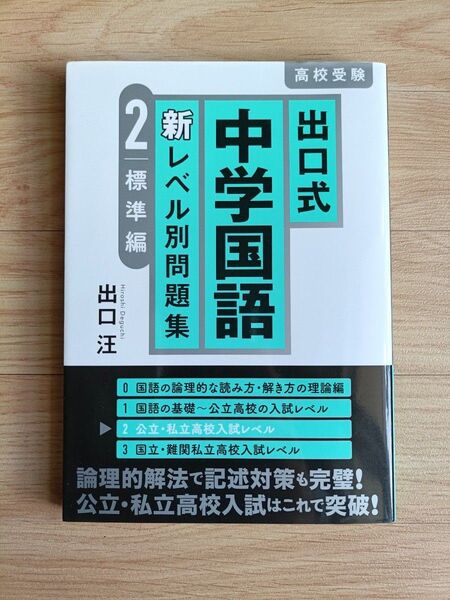 高校受験
出口式
中学国語
新レベル別問題集
2 標準編
出口 汪
Hiroshi Deguchi
0 国語の論理的な読み方・解き方の理論編
1 国語の基礎〜公立高校の入試レベル
2 公立・私立高校入試レベル
3 国立・難関私立高校入試レベル
論理的解法で記述対策も完璧!
公立・私立高校入試はこれで突破!